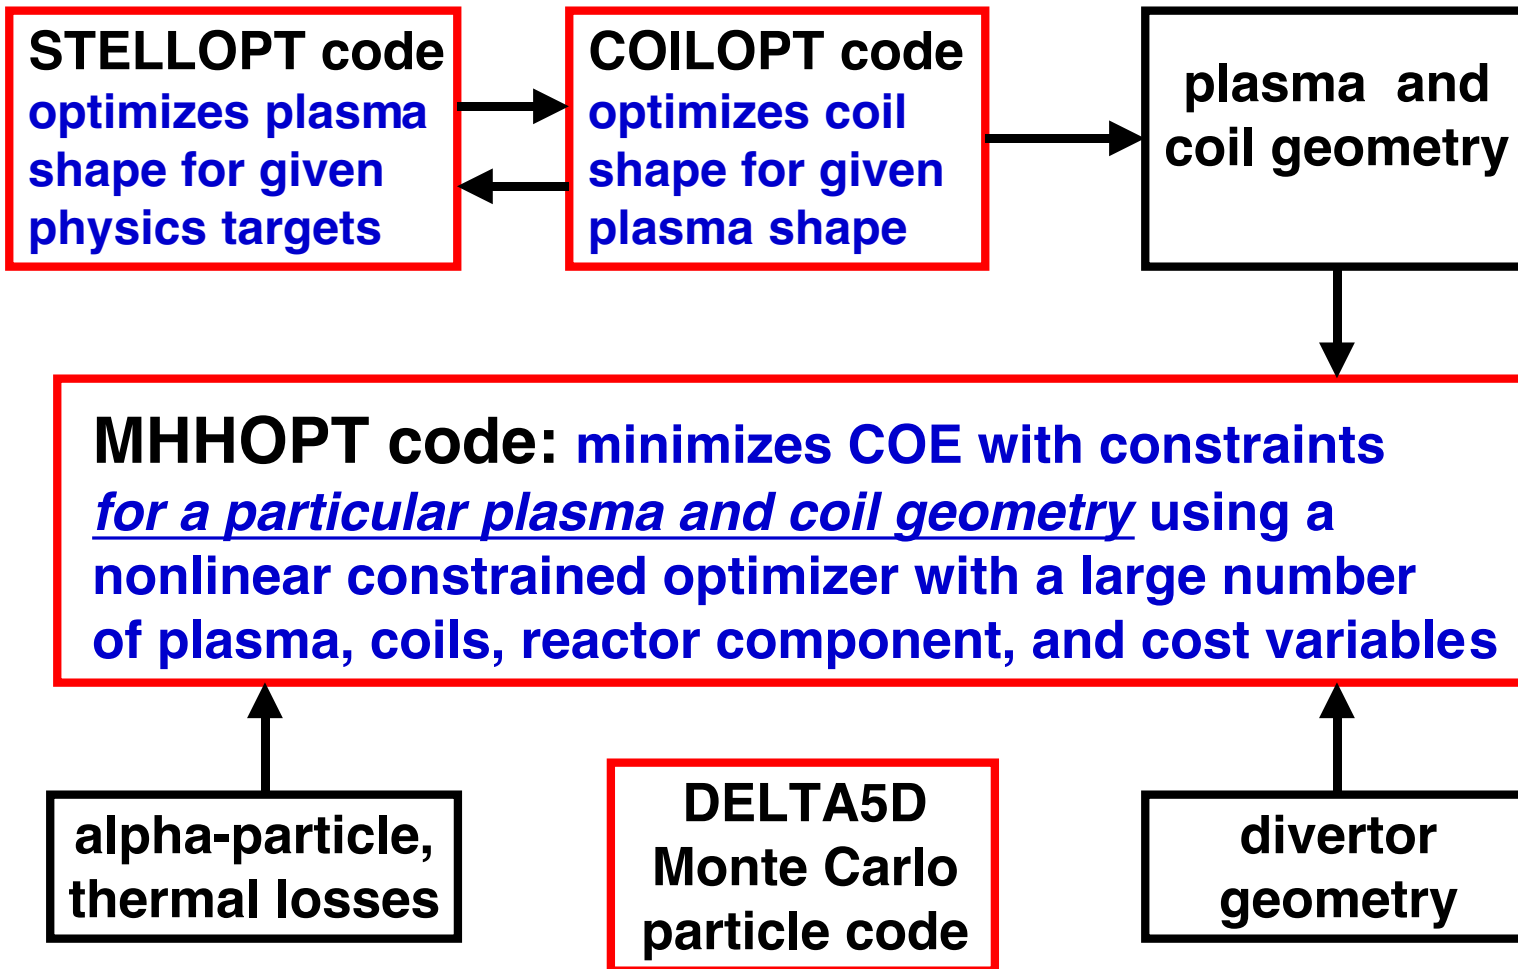 STELLOPT code
optimizes plasma
shape for given
physics targets
COILOPT code
optimizes coil
shape for given
plasma shape
plasma and
coil geometry
MHHOPT code: minimizes COE with constraints
for a particular plasma and coil geometry using a
nonlinear constrained optimizer with a large number
of plasma, coils, reactor component, and cost variables
alpha-particle,
thermal losses
DELTA5D
Monte Carlo
particle code
divertor
geometry